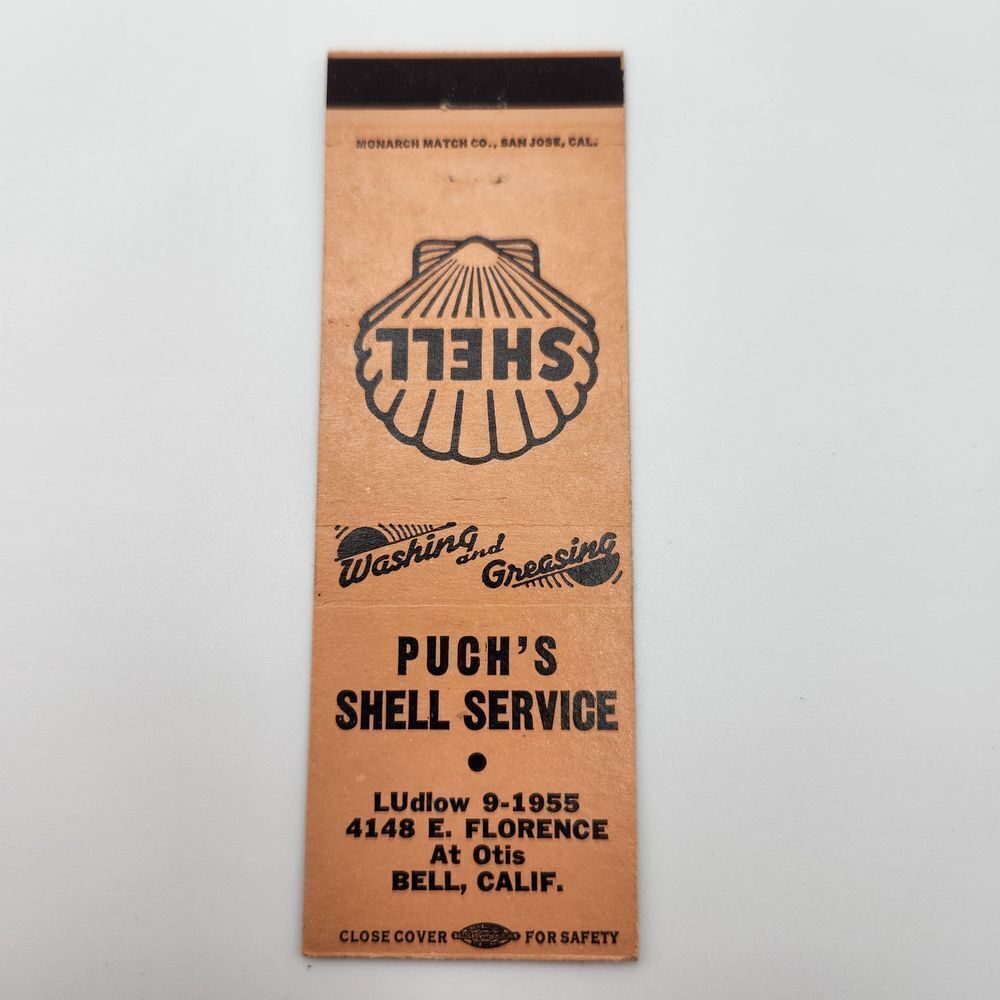 MONARCH MATCH CO., SAN JOSE, CAL.
SHELL
Washing and Greasing
PUCH'S
SHELL SERVICE
LUdlow 9-1955
4148 E. FLORENCE
At Otis
BELL, CALIF.
CLOSE COVER FOR SAFETY